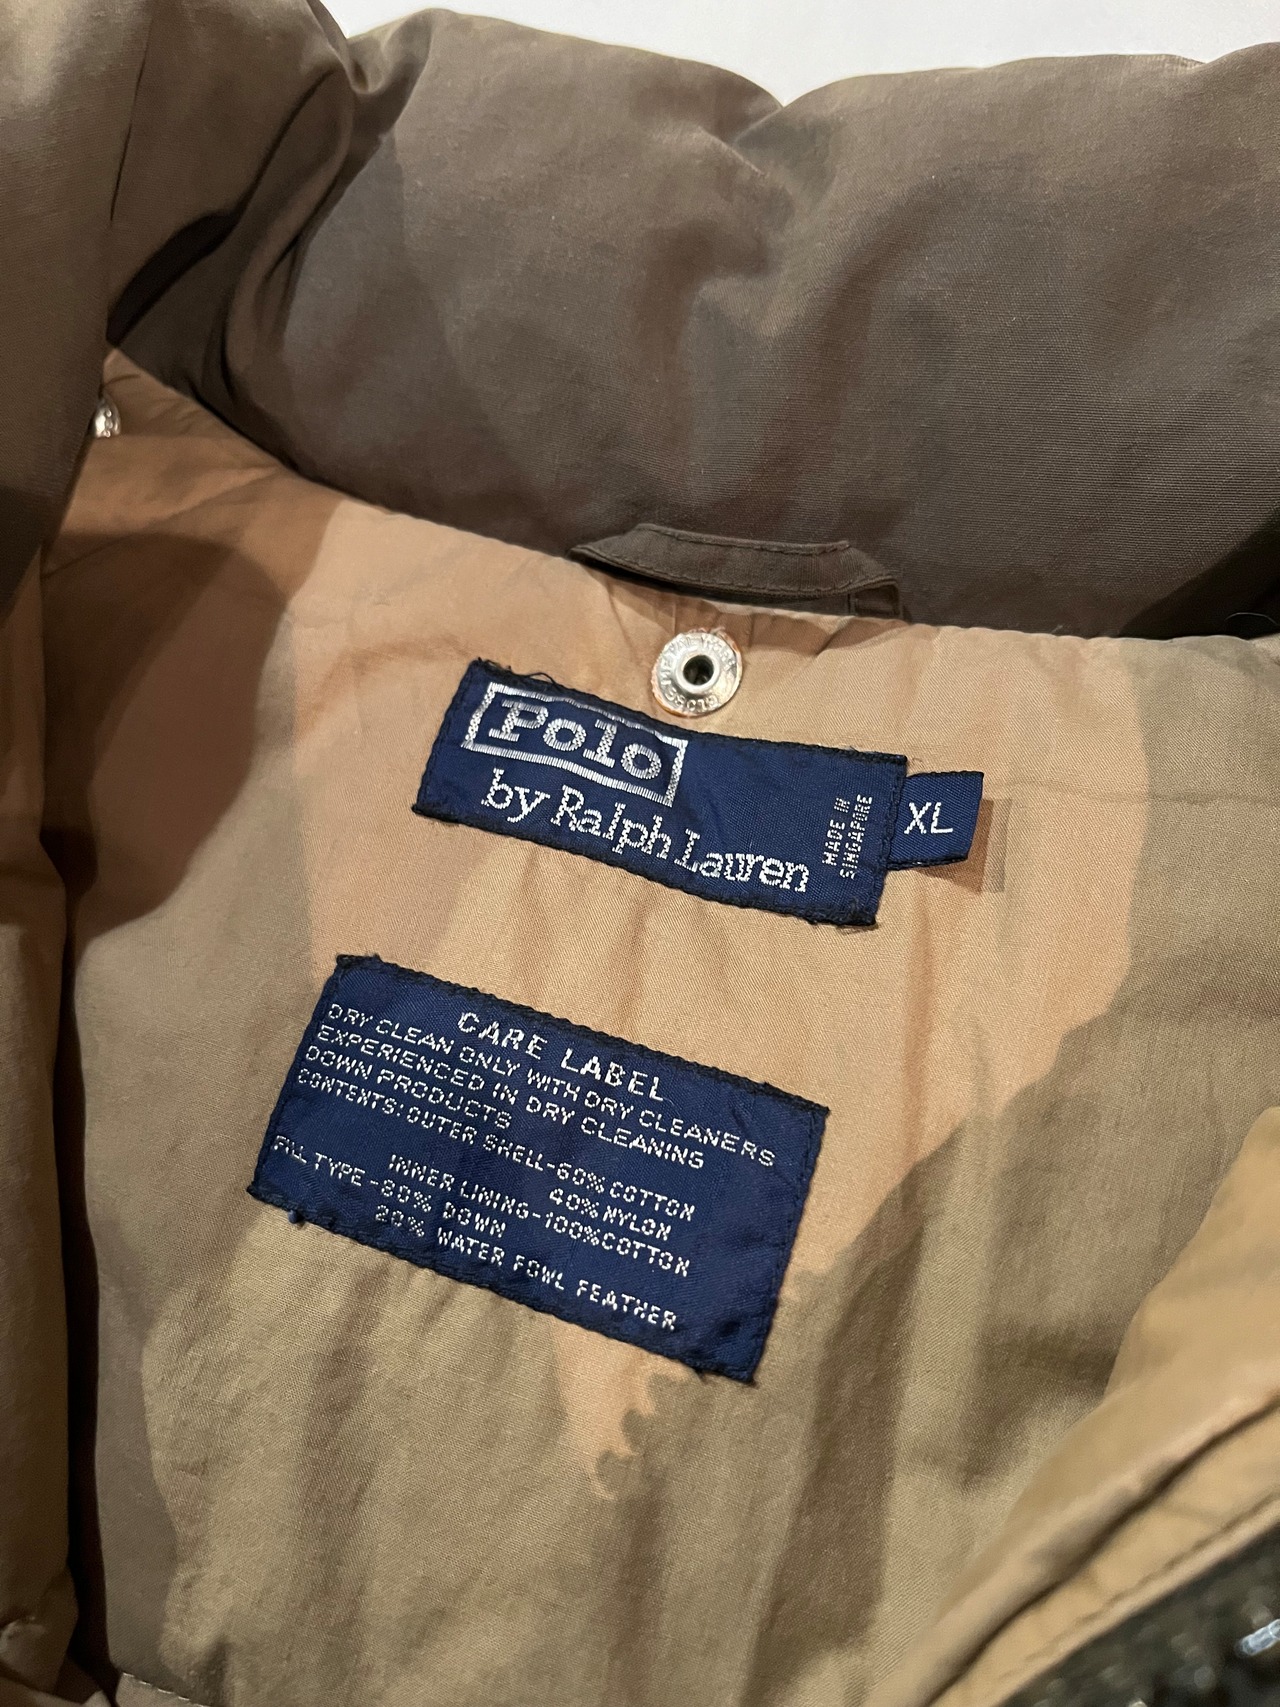 Polo
by Ralph Lauren
MADE IN
SINGAPORE
XL
CARE LABEL
DRY CLEAN ONLY WITH DRY CLEANERS
EXPERIENCED IN DRY CLEANING
DOWN PRODUCTS
CONTENTS: OUTER SHELL-60% COTTON
40% NYLON
INNER LINING-100% COTTON
FILL TYPE-80% DOWN
20% WATER FOWL FEATHER